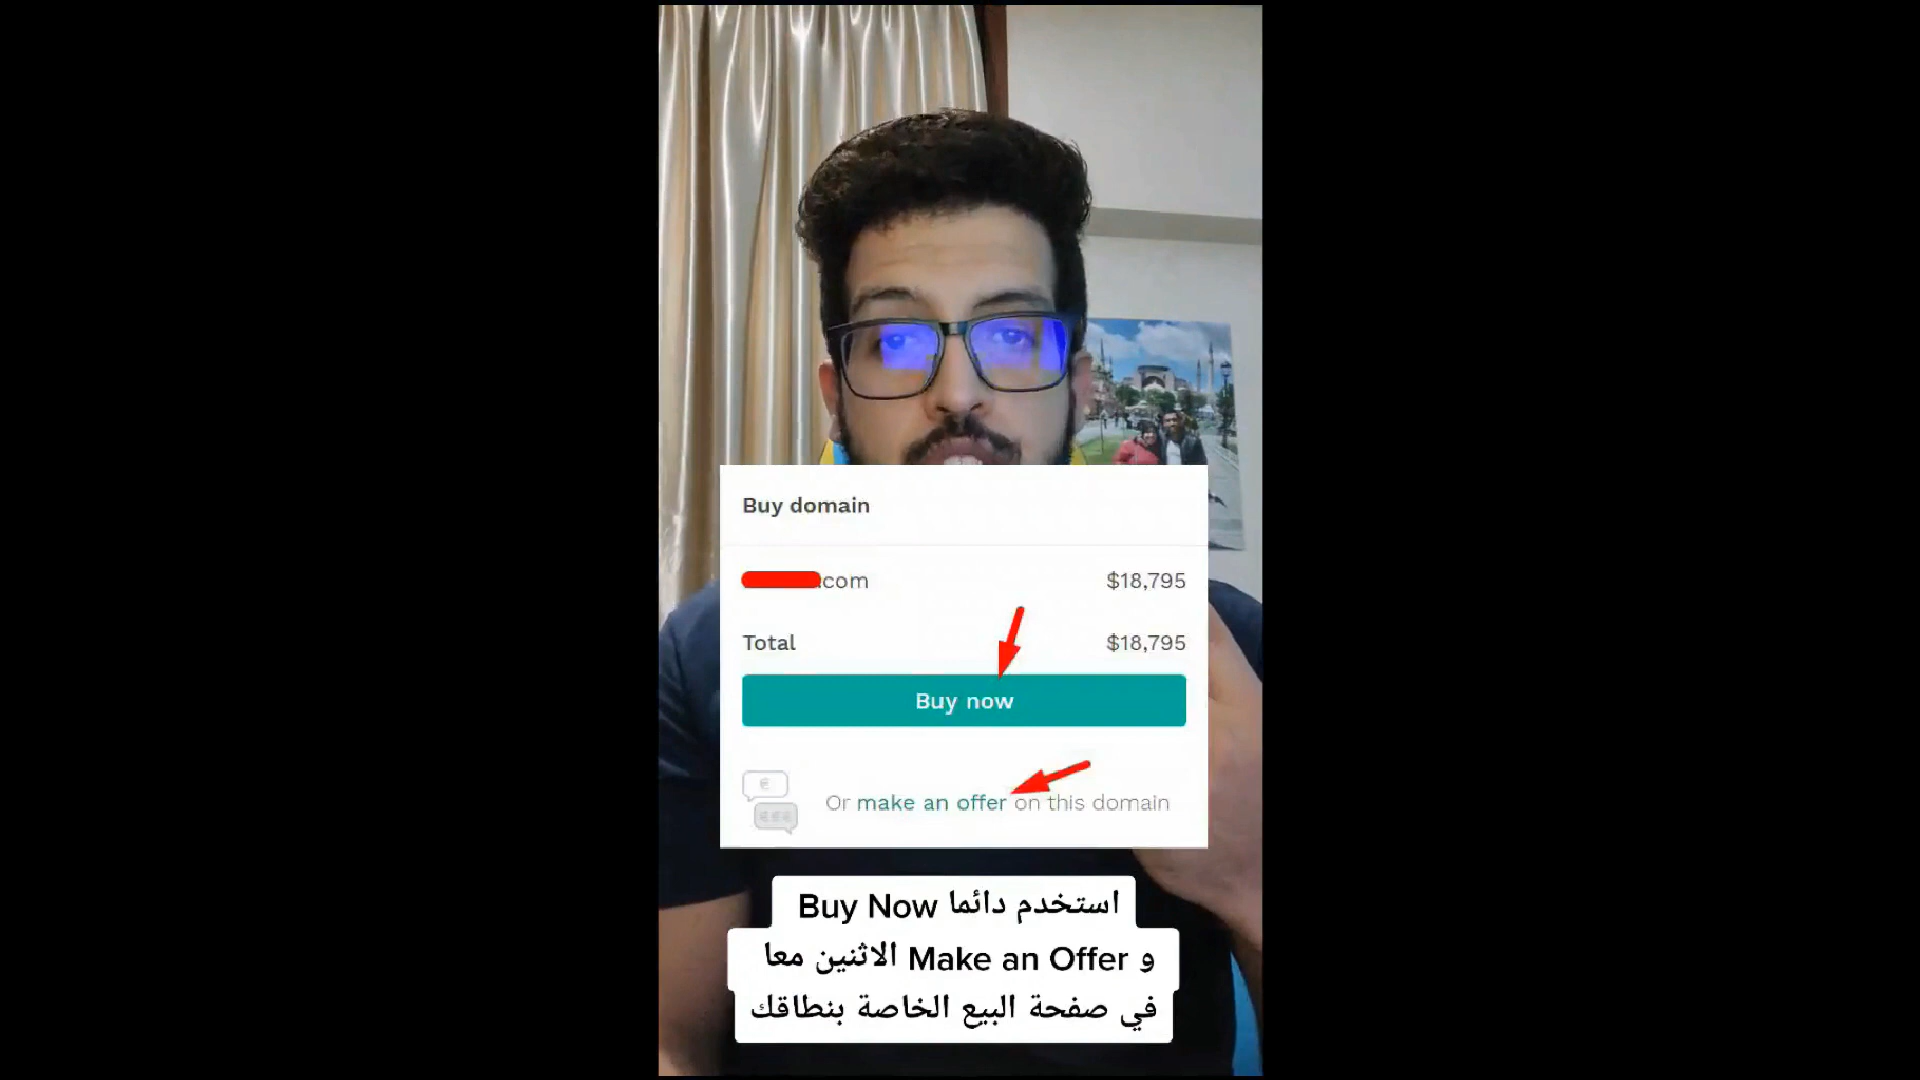 Buy domain
.com $18,795
Total $18,795
Buy now
€
€€€
Or make an offer on this domain
استخدم دائما Buy Now
و Make an Offer الاثنين معا
في صفحة البيع الخاصة بنطاقك